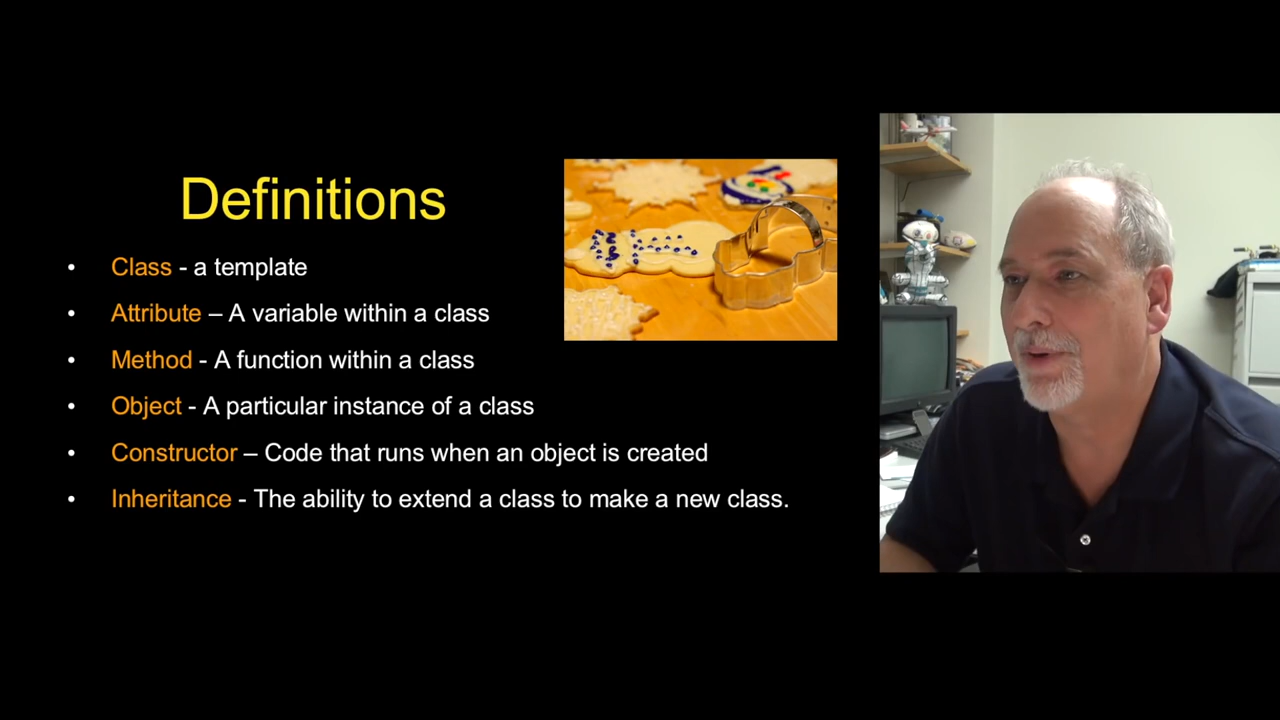 Definitions
• Class - a template
• Attribute – A variable within a class
• Method - A function within a class
• Object - A particular instance of a class
• Constructor – Code that runs when an object is created
• Inheritance - The ability to extend a class to make a new class.